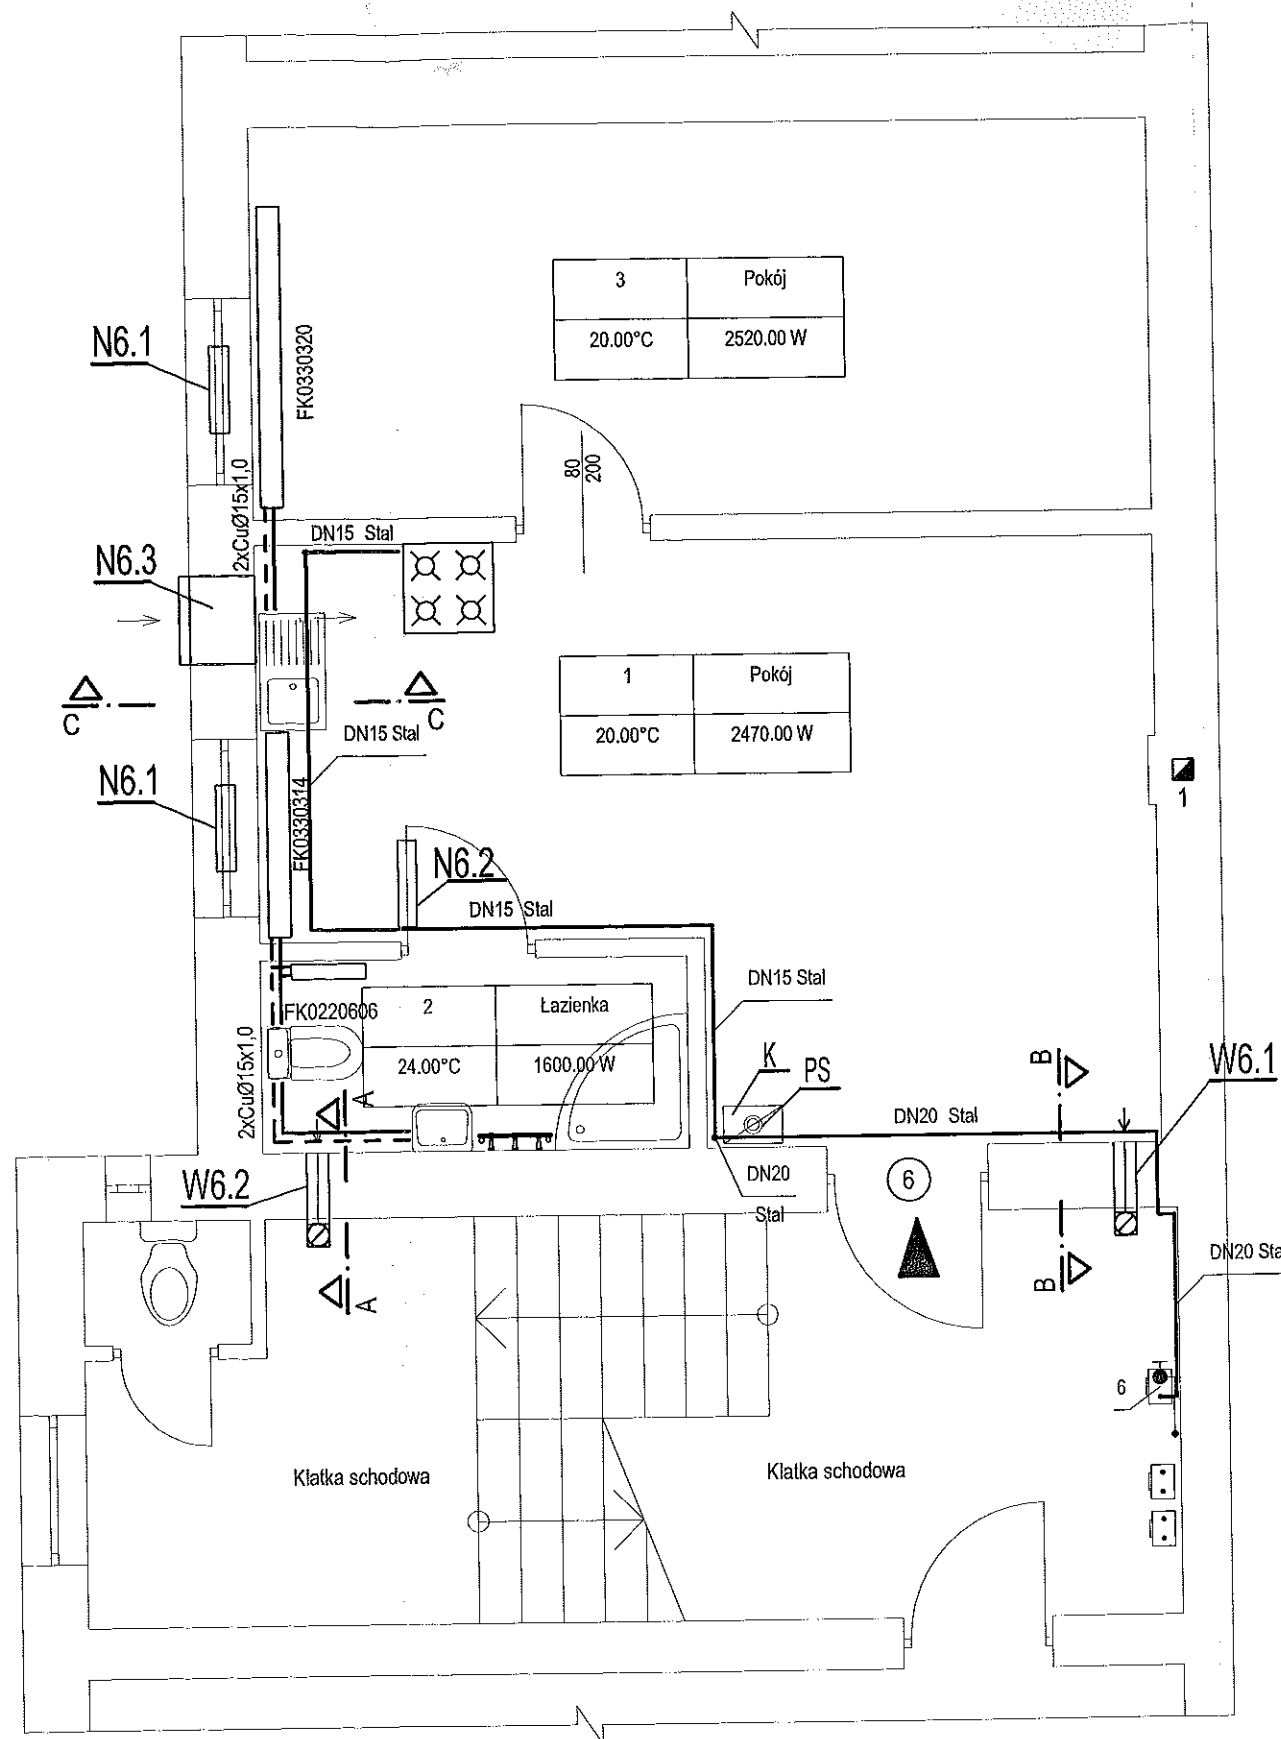 3 Pokój
20.00°C 2520.00 W
N6.1
FK0330320
80
200
2xCuØ15x1,0
DN15 Stal
N6.3
1 Pokój
20.00°C 2470.00 W
C
C
DN15 Stal
N6.1
FK0330314
1
N6.2
DN15 Stal
DN15 Stal
FK0220606
2 Łazienka
24.00°C 1600.00 W
2xCuØ15x1,0
A
K
PS
B
W6.1
DN20 Stal
W6.2
DN20
Stal
6
A
B
DN20 Sta
6
Klatka schodowa
Klatka schodowa